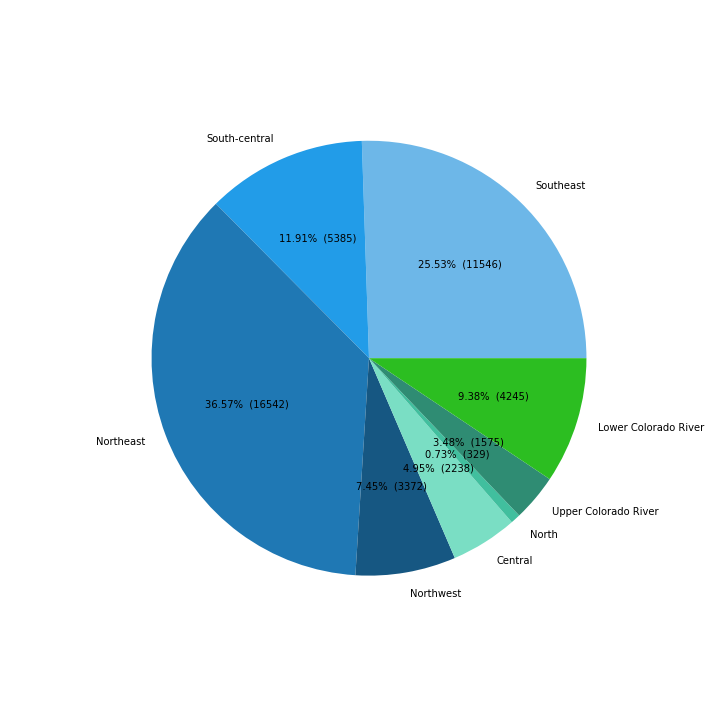 South-central
Southeast
11.91%  (5385)
25.53%  (11546)
36.57%  (16542)
9.38%  (4245)
Northeast
Lower Colorado River
3.48%  (1575)
0.73%  (329)
4.95%  (2238)
7.45%  (3372)
Upper Colorado River
North
Central
Northwest